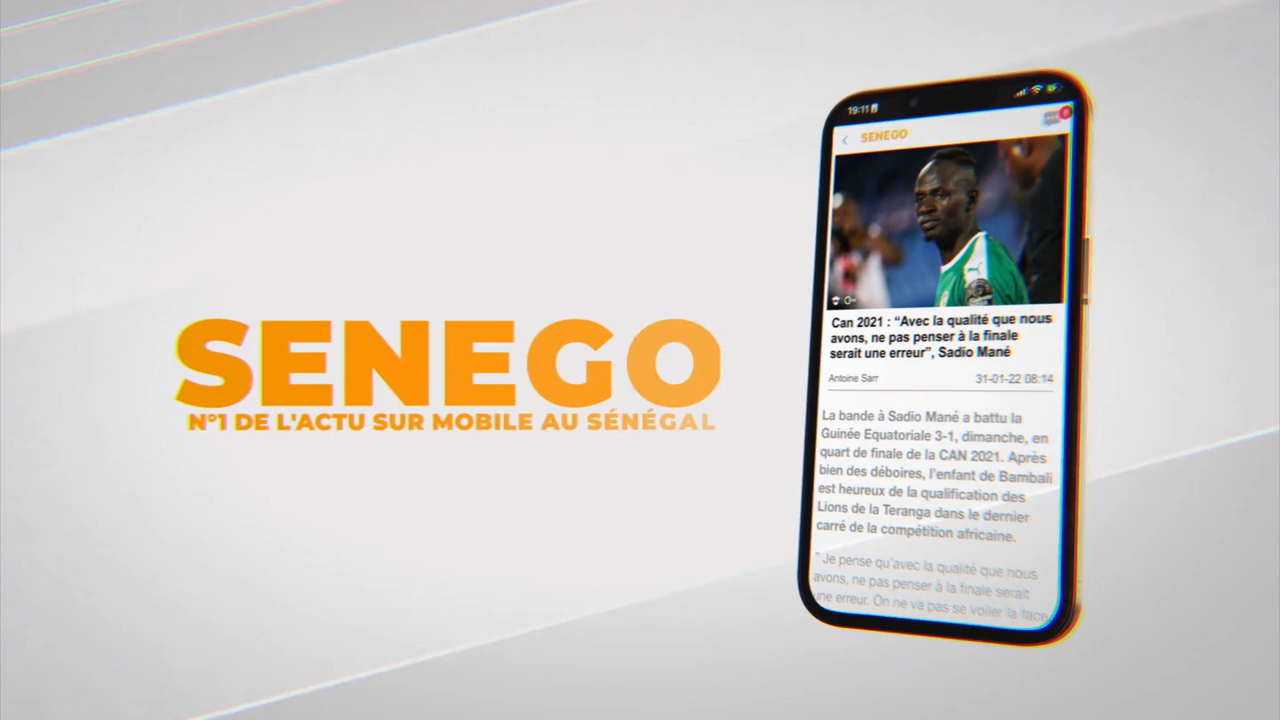 SENEGO
N°1 DE L'ACTU SUR MOBILE AU SÉNÉGAL
19:11
SENEGO
Can 2021 : “Avec la qualité que nous
avons, ne pas penser à la finale
serait une erreur”, Sadio Mané
Antoine Sarr 31-01-22 08:14
La bande à Sadio Mané a battu la
Guinée Equatoriale 3-1, dimanche, en
quart de finale de la CAN 2021. Après
bien des déboires, l'enfant de Bambali
est heureux de la qualification des
Lions de la Teranga dans le dernier
carré de la compétition africaine.
" Je pense qu'avec la qualité que nous
avons, ne pas penser à la finale serait
une erreur. On ne va pas se voiler la face